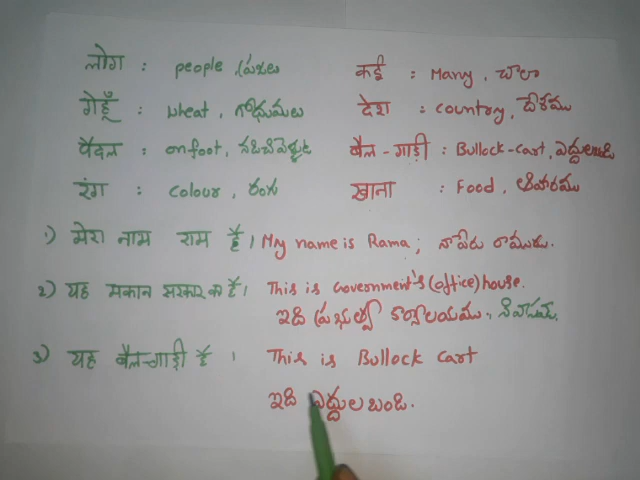 लोग : people, ప్రజలు
कई : Many, చాలా
गेहूँ : wheat, గోధుమలు
देश : country, దేశము
पैदल : onfoot, నడిచివెళ్ళుట
बैल-गाड़ी : Bullock-cart, ఎద్దులబండి
रंग : colour, రంగు
खाना : Food, ఆహారము
1) मेरा नाम राम है। My name is Rama; నా పేరు రాముడు.
2) यह मकान सरकार का है। This is Government's (office) house.
ఇది ప్రభుత్వ కార్యాలయము, నివాసమే.
3) यह बैल-गाड़ी है । This is Bullock cart
ఇది ఎద్దుల బండి.